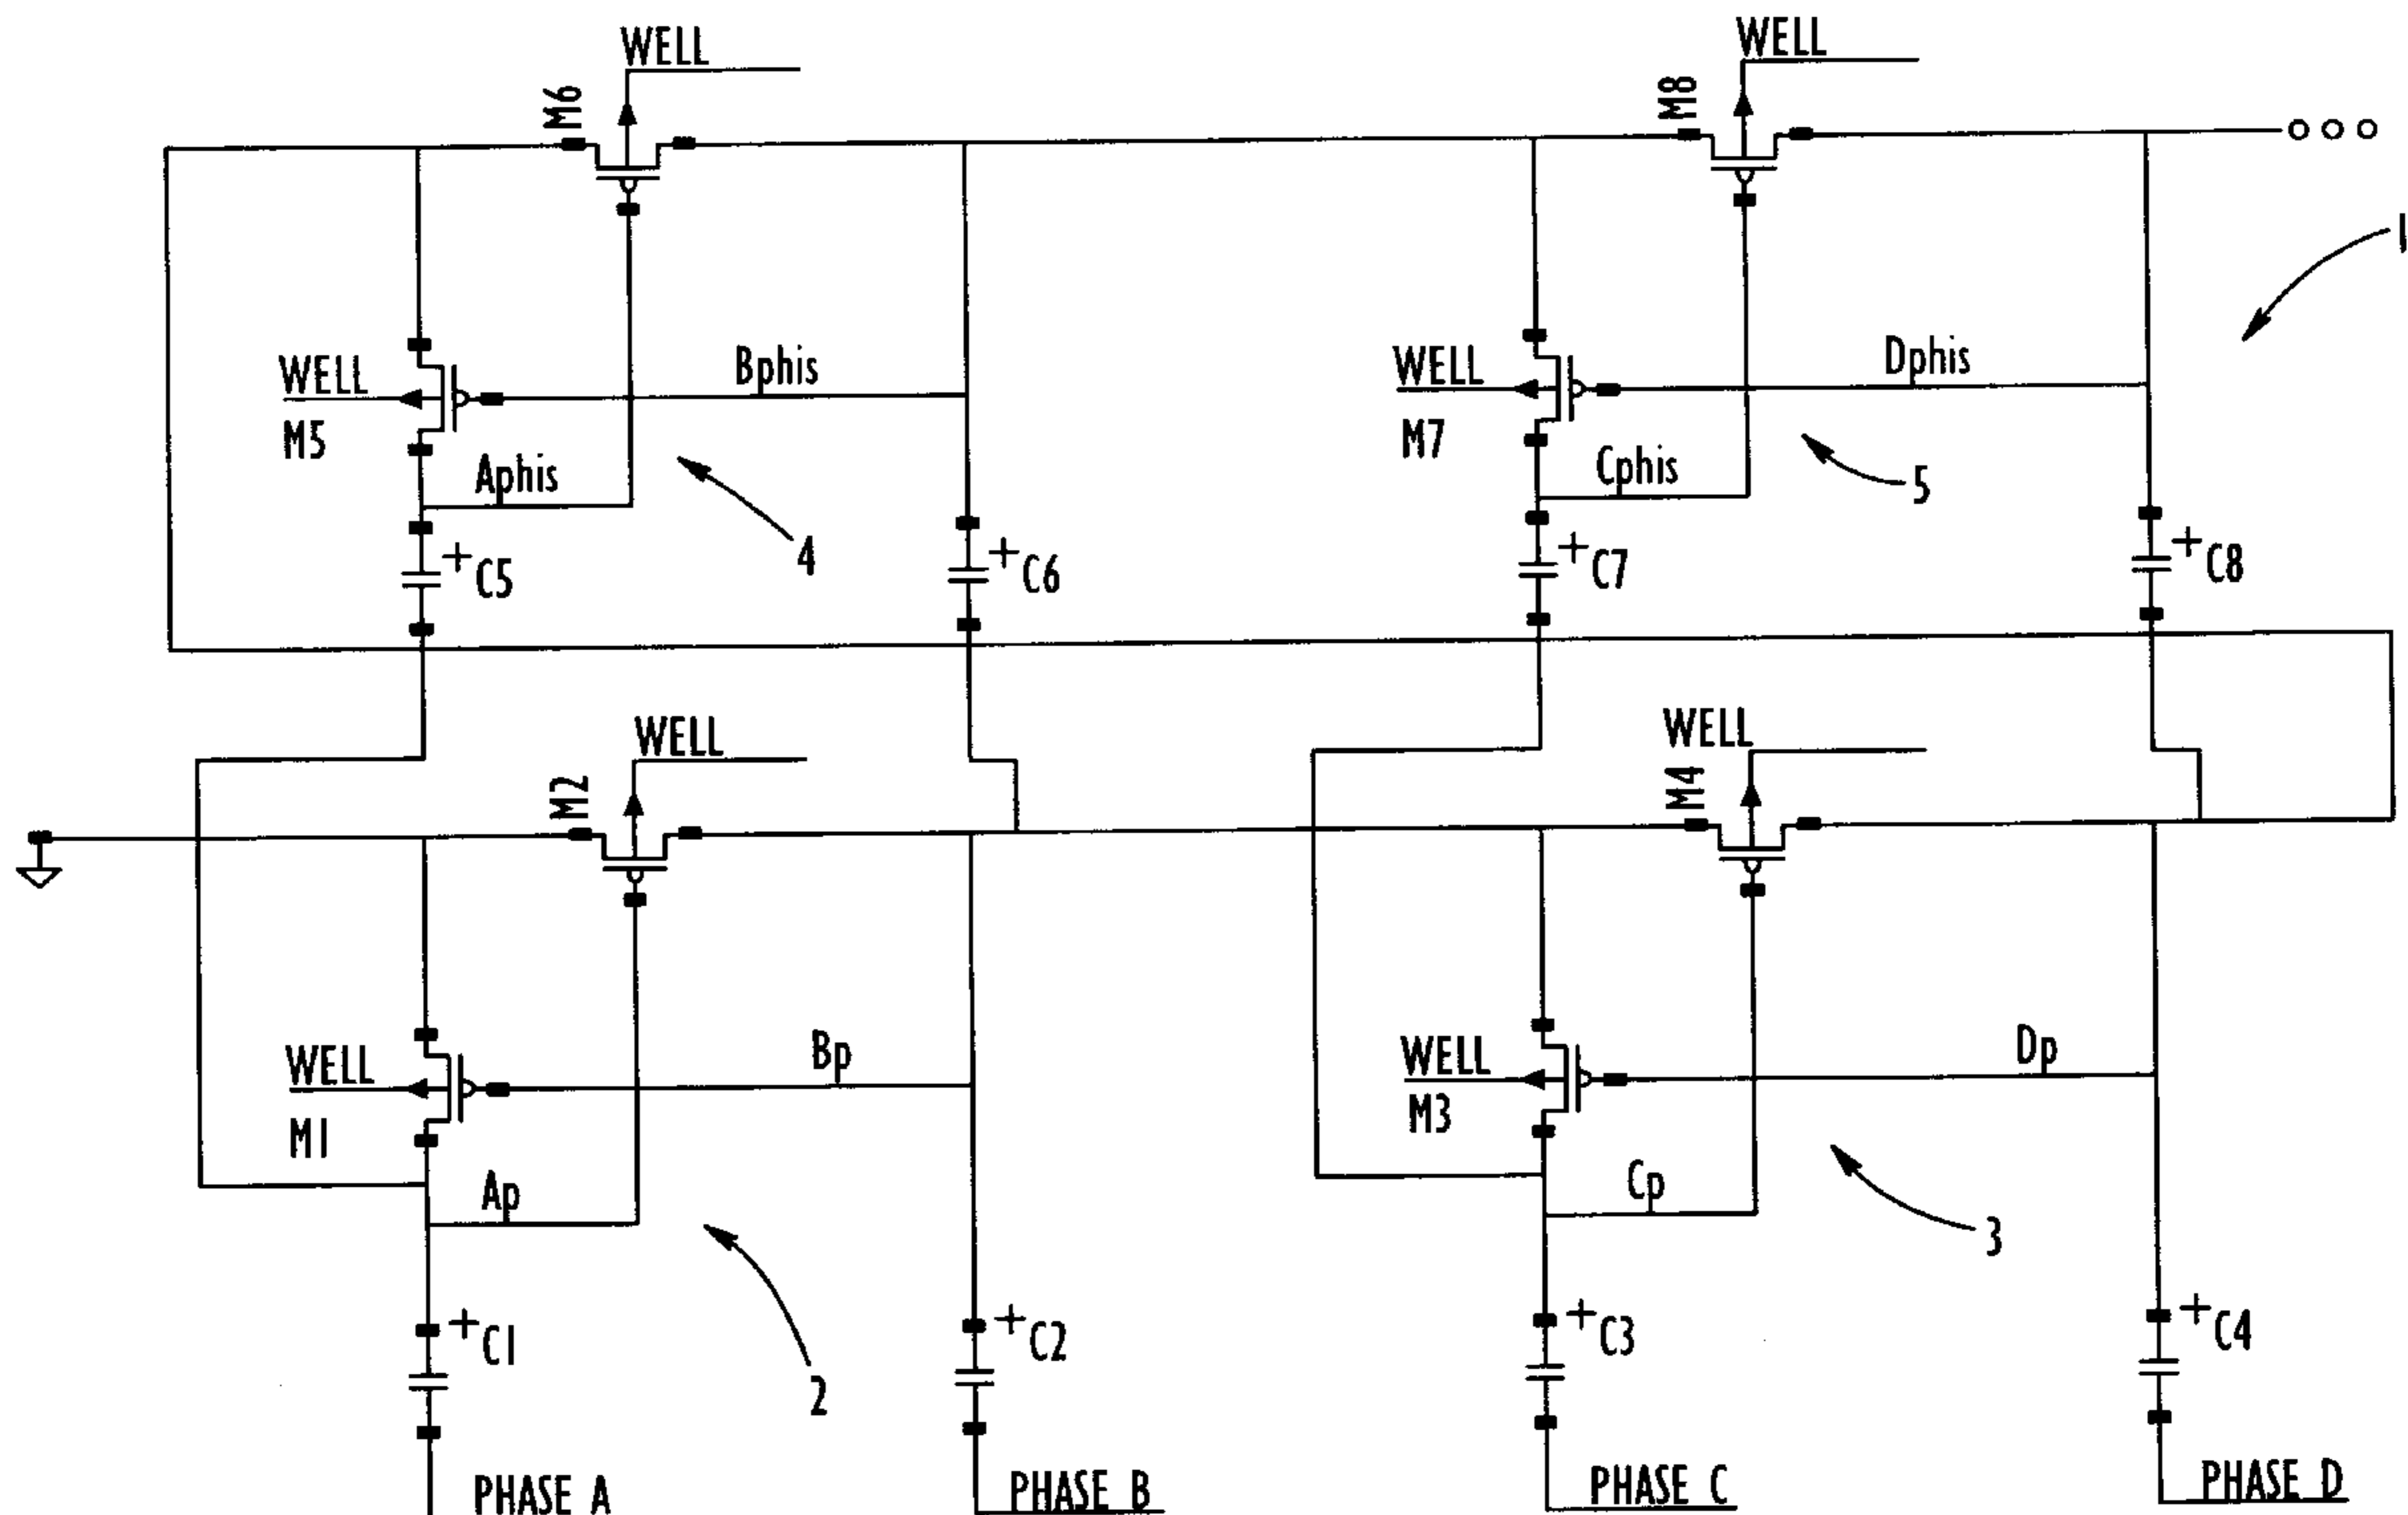 WELL
WELL
M6
M8
1
WELL
M5
Bphis
WELL
M7
Dphis
Aphis
4
Cphis
5
+C5
+C6
+C7
+C8
WELL
WELL
M2
M4
WELL
M1
Bp
WELL
M3
Dp
Ap
2
Cp
3
+C1
+C2
+C3
+C4
PHASE A
PHASE B
PHASE C
PHASE D